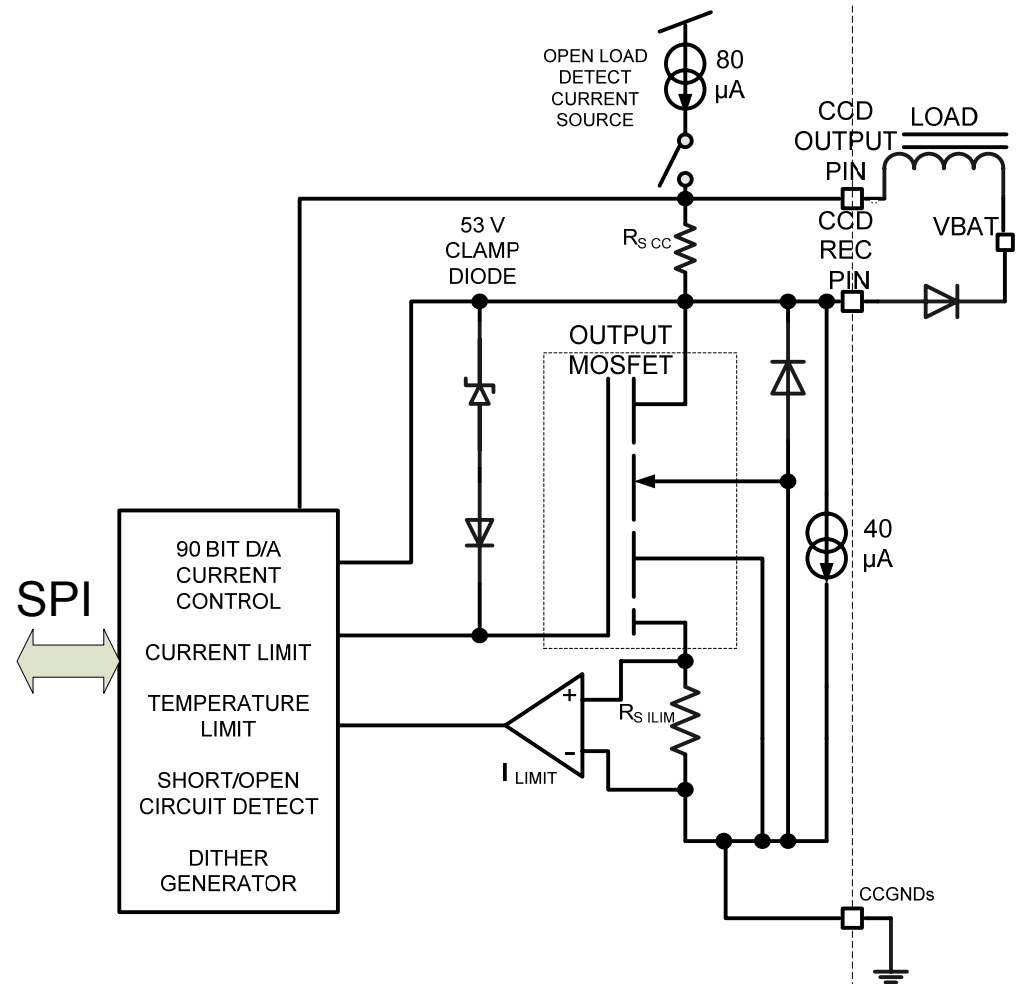 OPEN LOAD
DETECT
CURRENT
SOURCE
80
µA
CCD
OUTPUT
PIN
LOAD
CCD
REC
PIN
VBAT
53 V
CLAMP
DIODE
RS CC
OUTPUT
MOSFET
40
µA
SPI
90 BIT D/A
CURRENT
CONTROL
CURRENT LIMIT
TEMPERATURE
LIMIT
SHORT/OPEN
CIRCUIT DETECT
DITHER
GENERATOR
+
-
I LIMIT
RS ILIM
CCGNDs